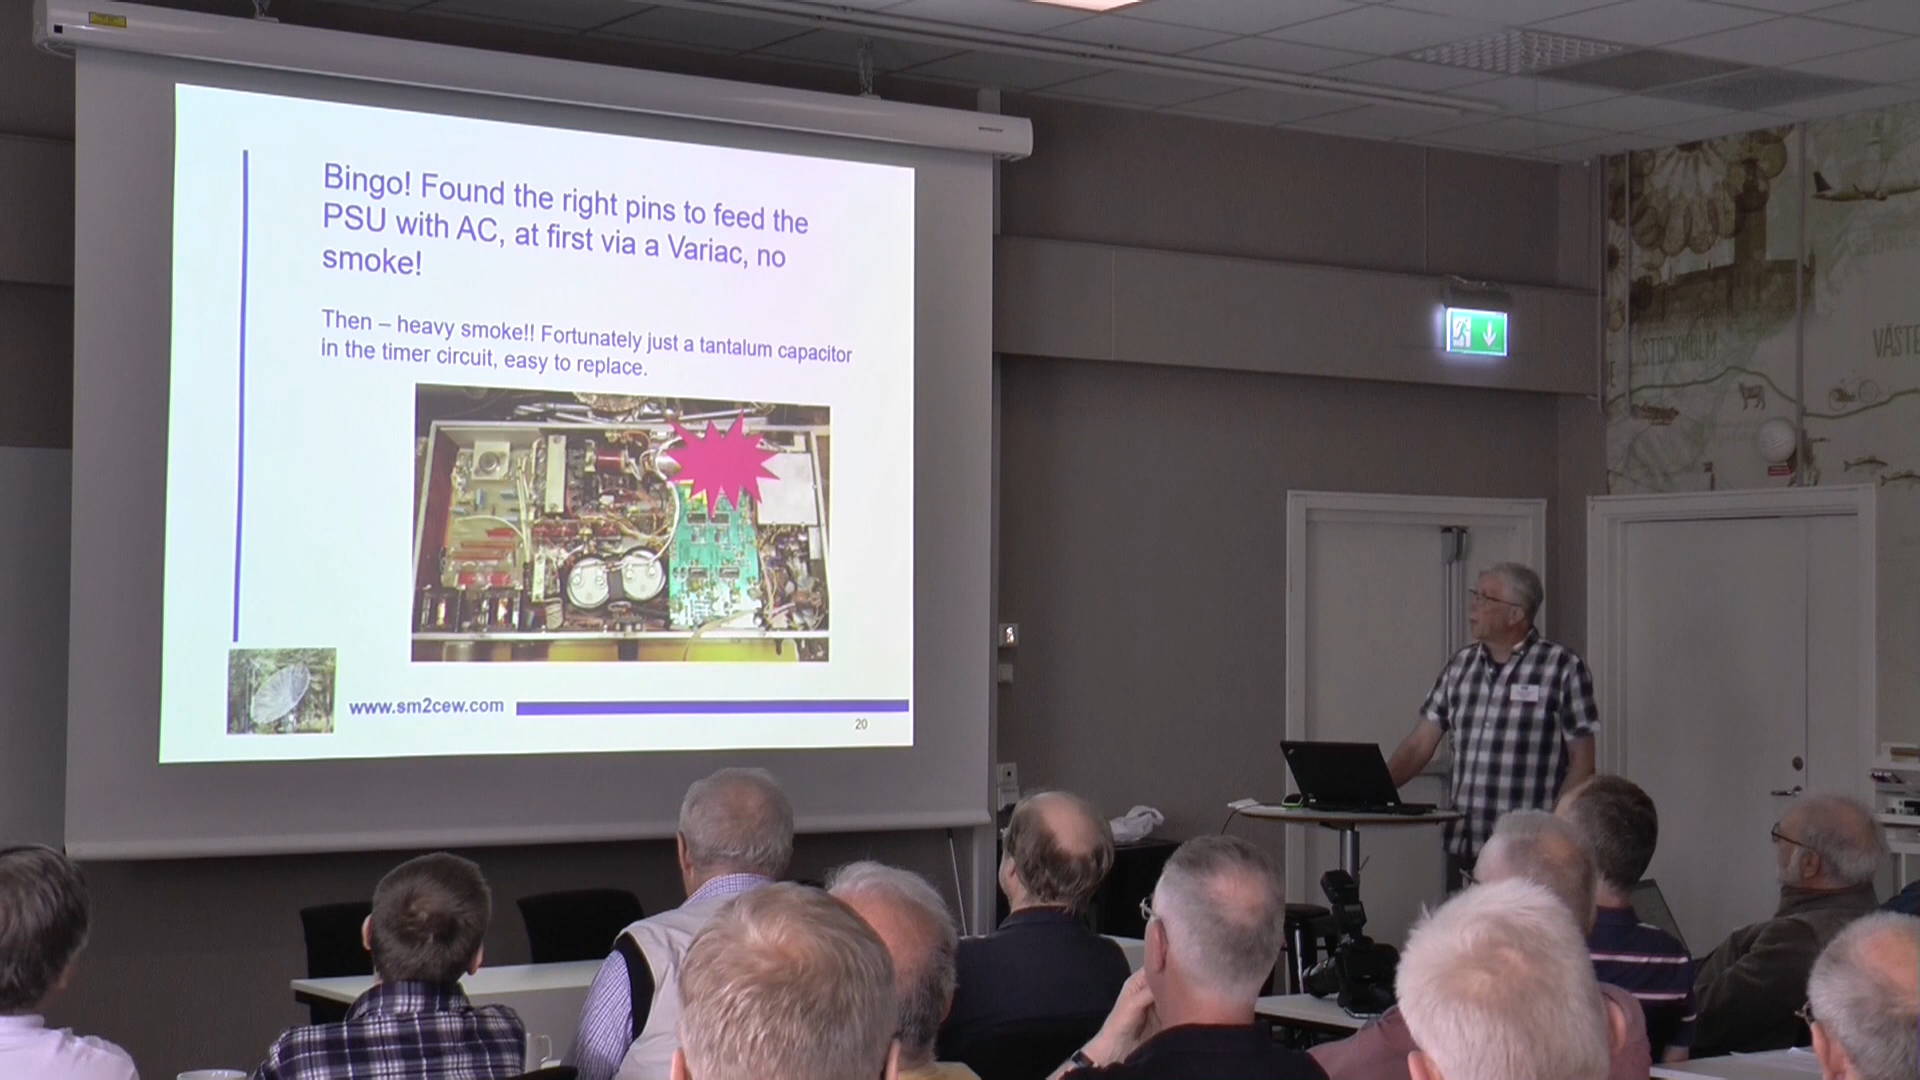 Bingo! Found the right pins to feed the
PSU with AC, at first via a Variac, no
smoke!
Then – heavy smoke!! Fortunately just a tantalum capacitor
in the timer circuit, easy to replace.
www.sm2cew.com
20
STOCKHOLM
VÄSTE